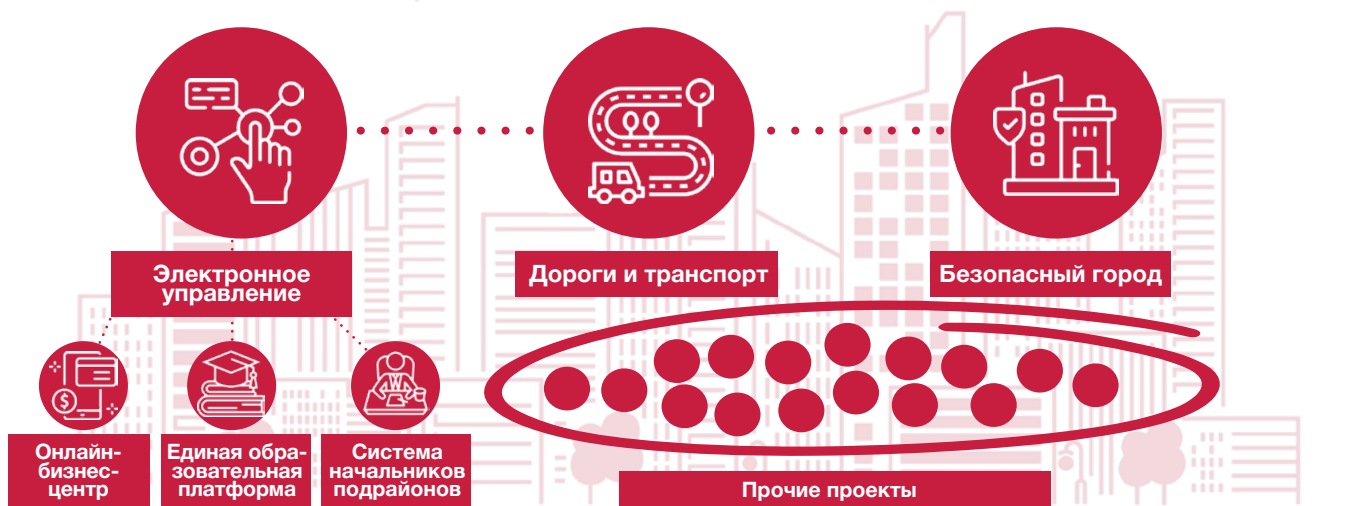 Электронное
управление
Дороги и транспорт
Безопасный город
Онлайн-
бизнес-
центр
Единая обра-
зовательная
платформа
Система
начальников
подрайонов
Прочие проекты